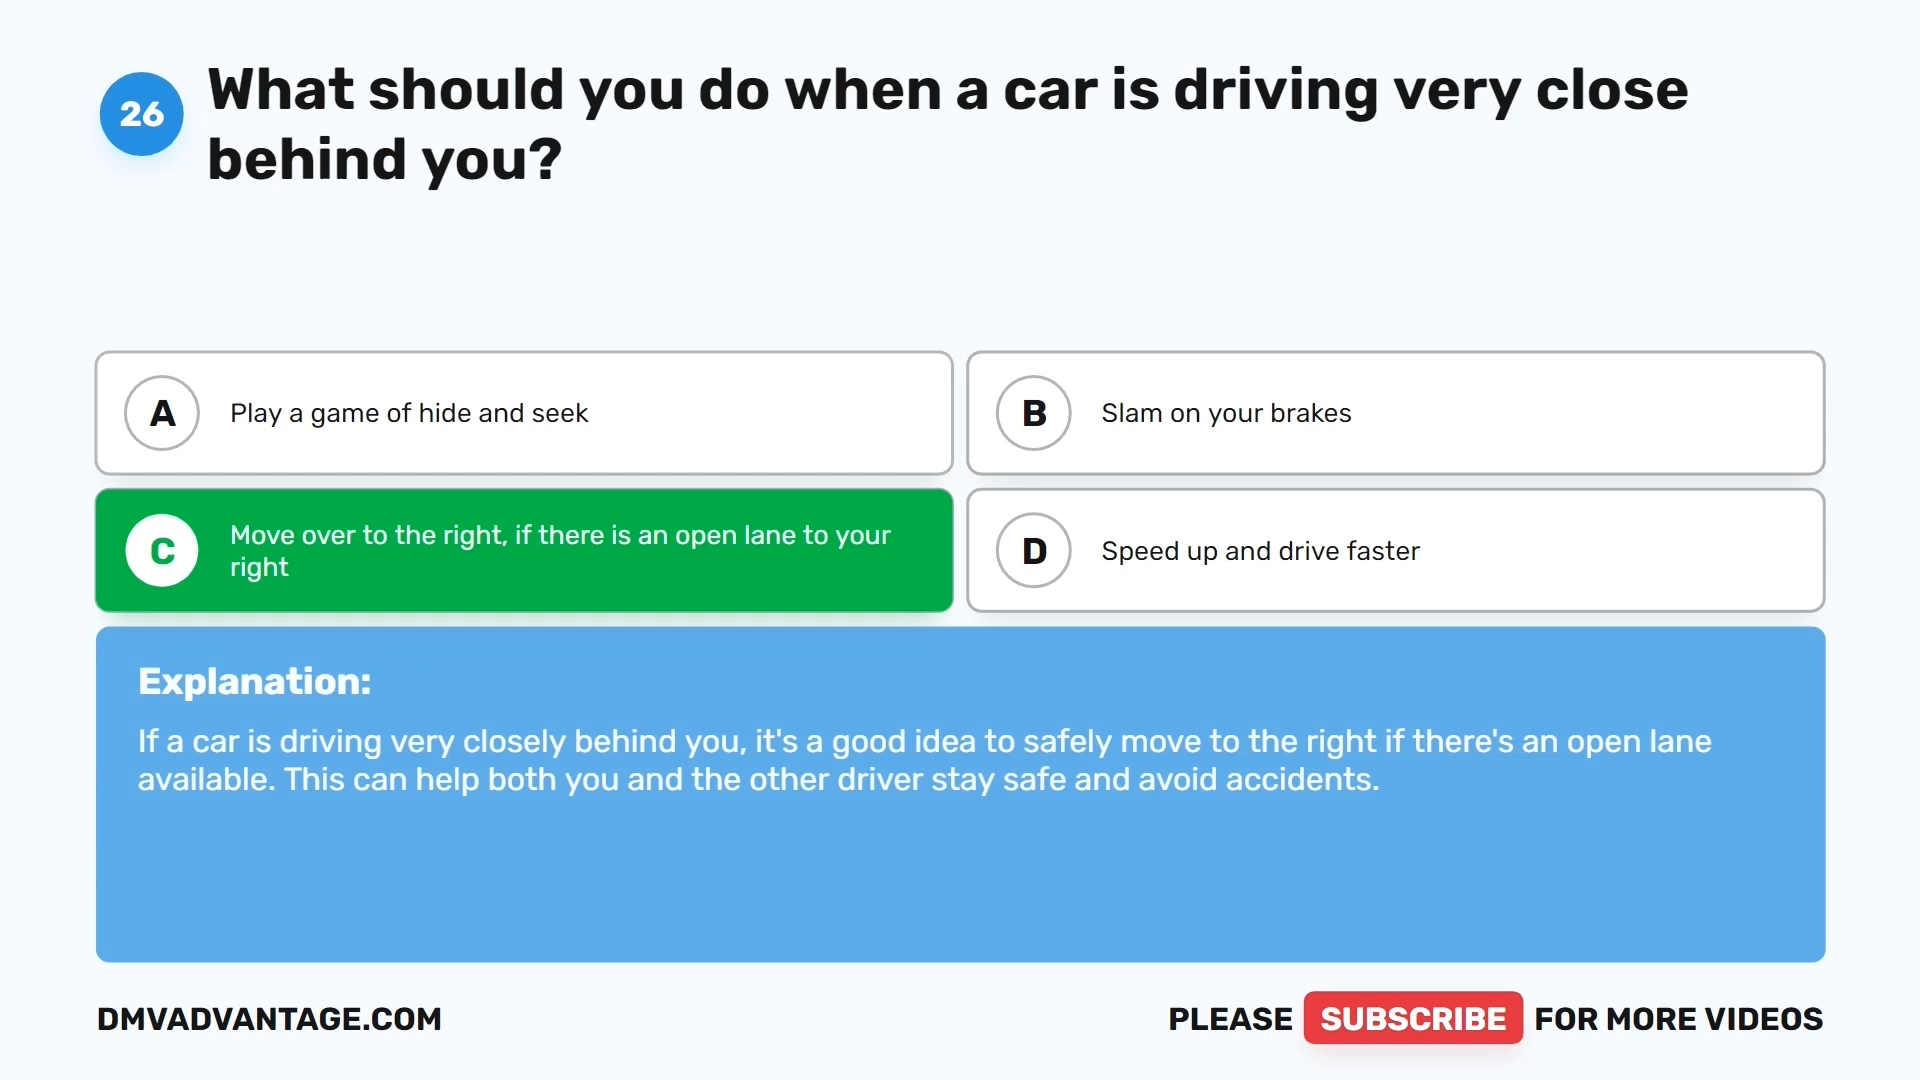 26
What should you do when a car is driving very close
behind you?
A
Play a game of hide and seek
B
Slam on your brakes
C
Move over to the right, if there is an open lane to your
right
D
Speed up and drive faster
Explanation:
If a car is driving very closely behind you, it's a good idea to safely move to the right if there's an open lane
available. This can help both you and the other driver stay safe and avoid accidents.
DMVADVANTAGE.COM
PLEASE SUBSCRIBE FOR MORE VIDEOS